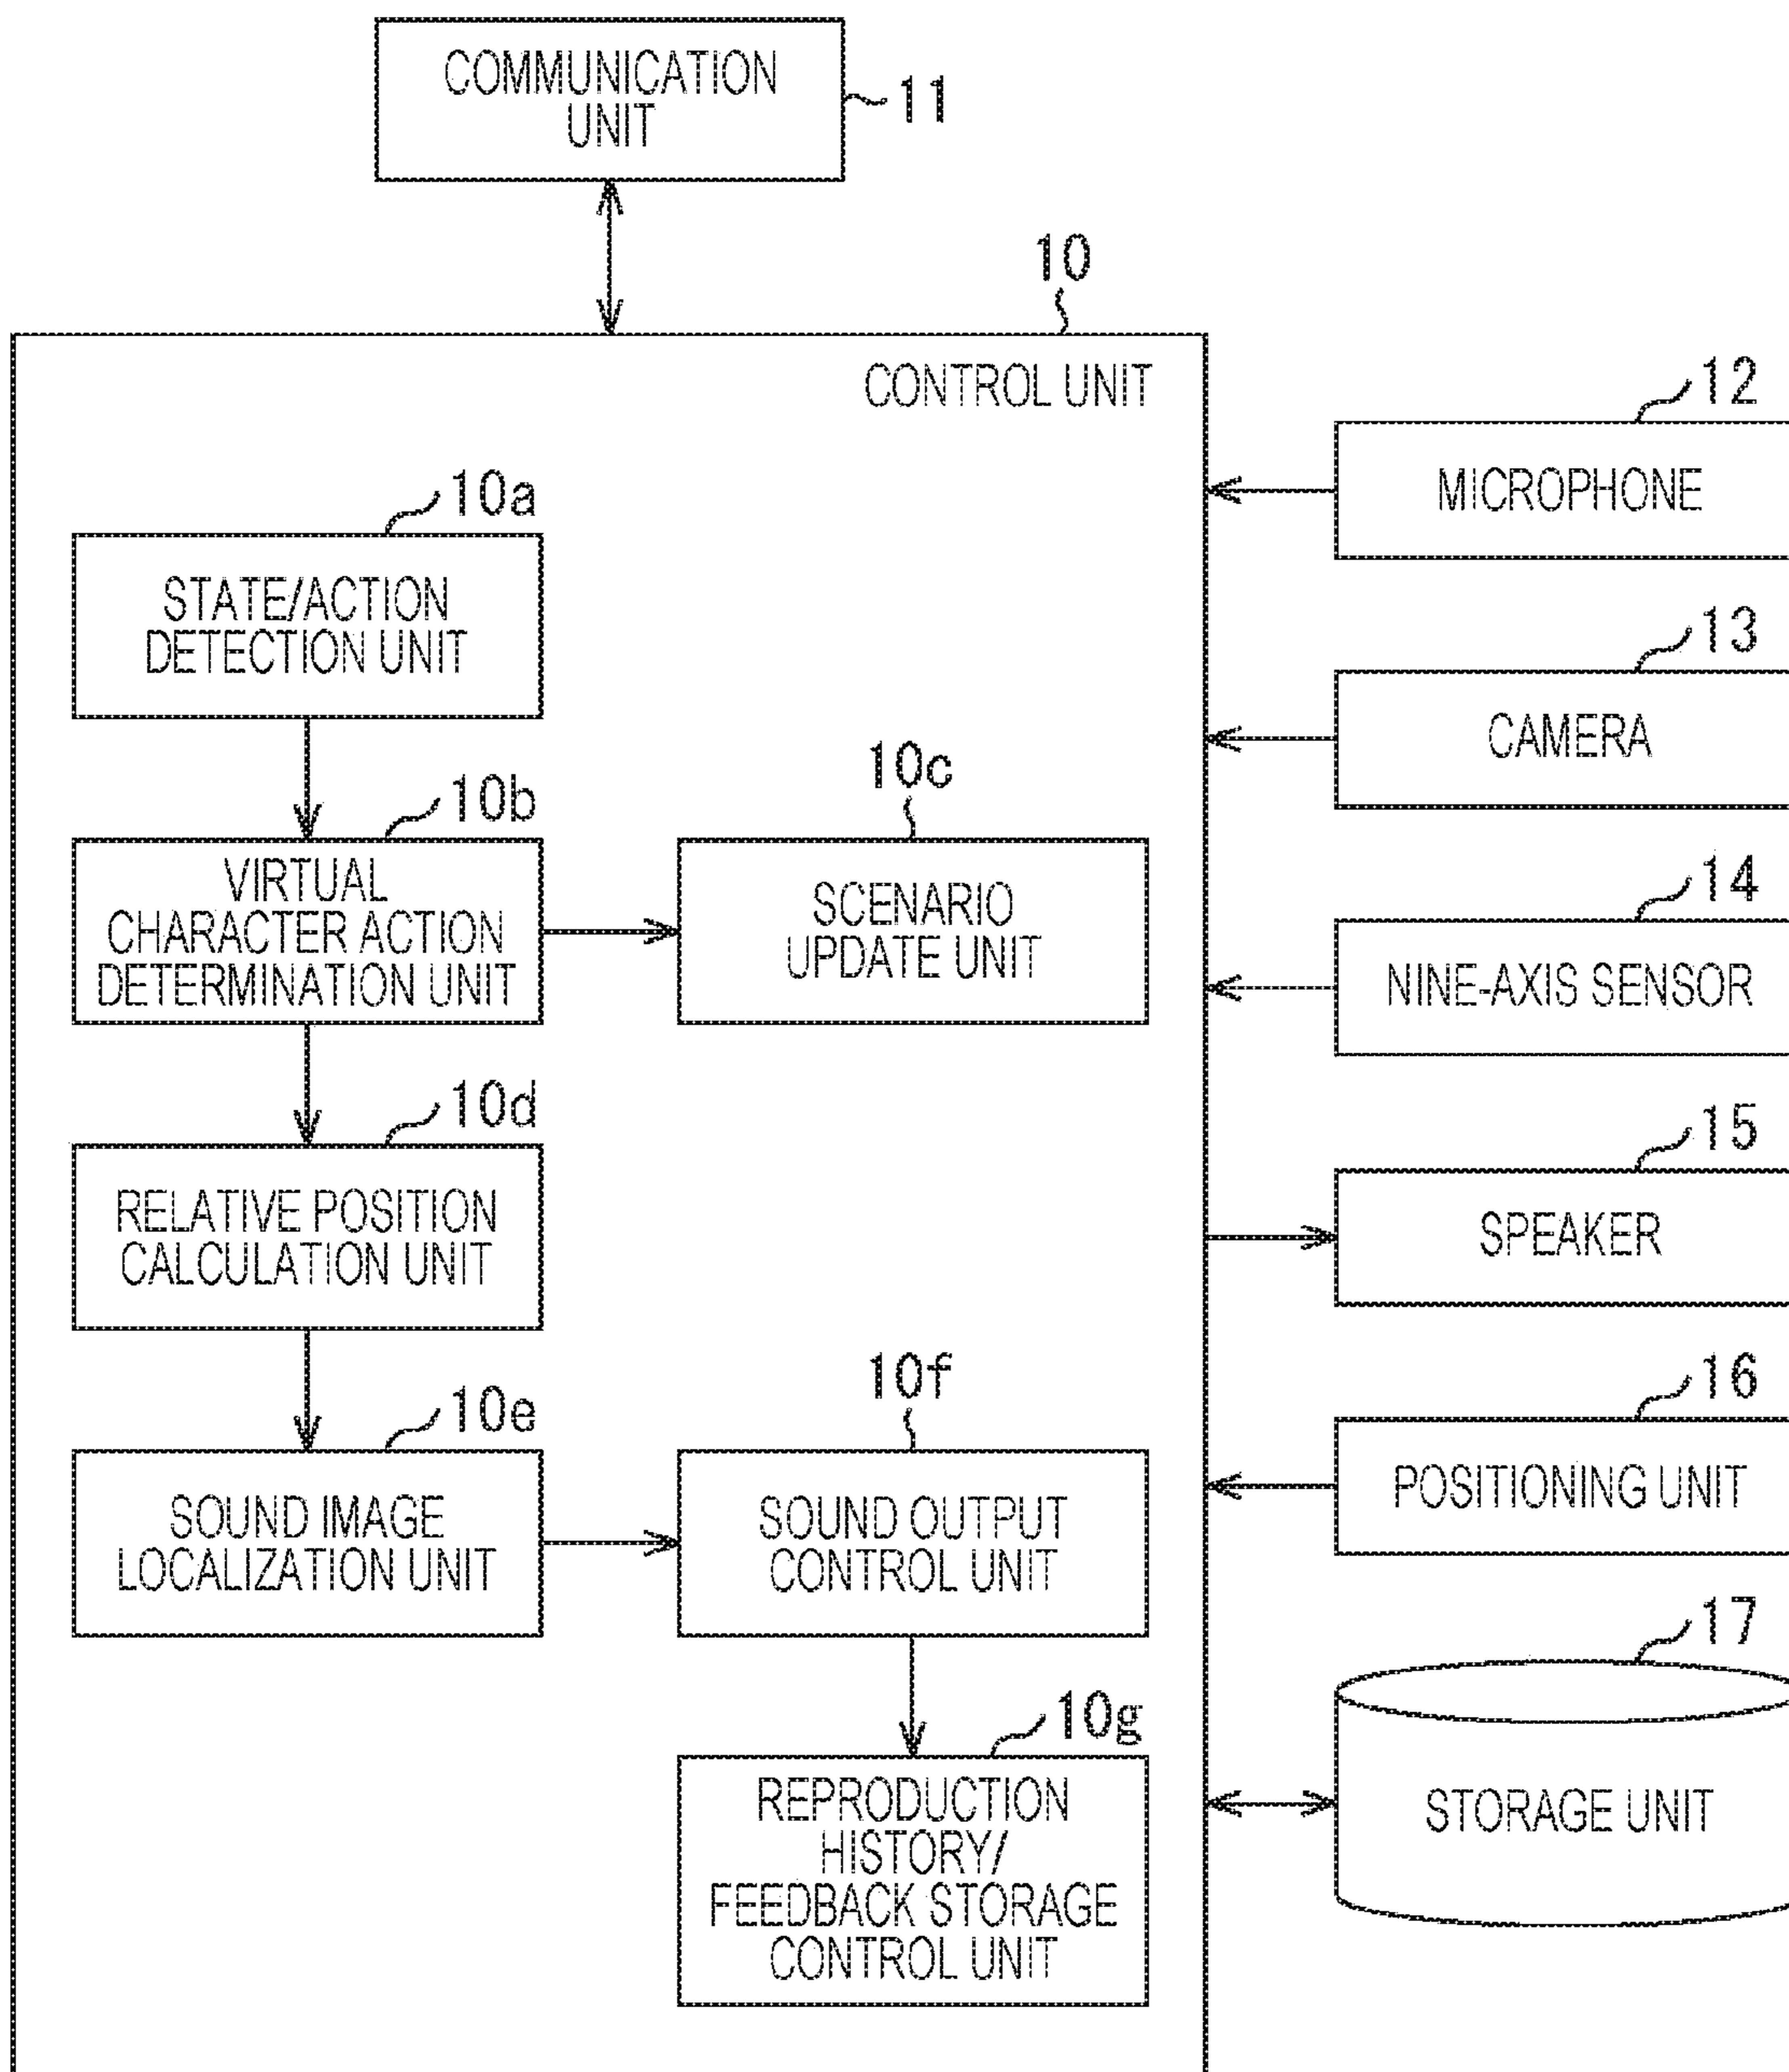 COMMUNICATION
UNIT
11
10
CONTROL UNIT
10a
STATE/ACTION
DETECTION UNIT
10b
VIRTUAL
CHARACTER ACTION
DETERMINATION UNIT
10c
SCENARIO
UPDATE UNIT
10d
RELATIVE POSITION
CALCULATION UNIT
10e
SOUND IMAGE
LOCALIZATION UNIT
10f
SOUND OUTPUT
CONTROL UNIT
10g
REPRODUCTION
HISTORY/
FEEDBACK STORAGE
CONTROL UNIT
12
MICROPHONE
13
CAMERA
14
NINE-AXIS SENSOR
15
SPEAKER
16
POSITIONING UNIT
17
STORAGE UNIT